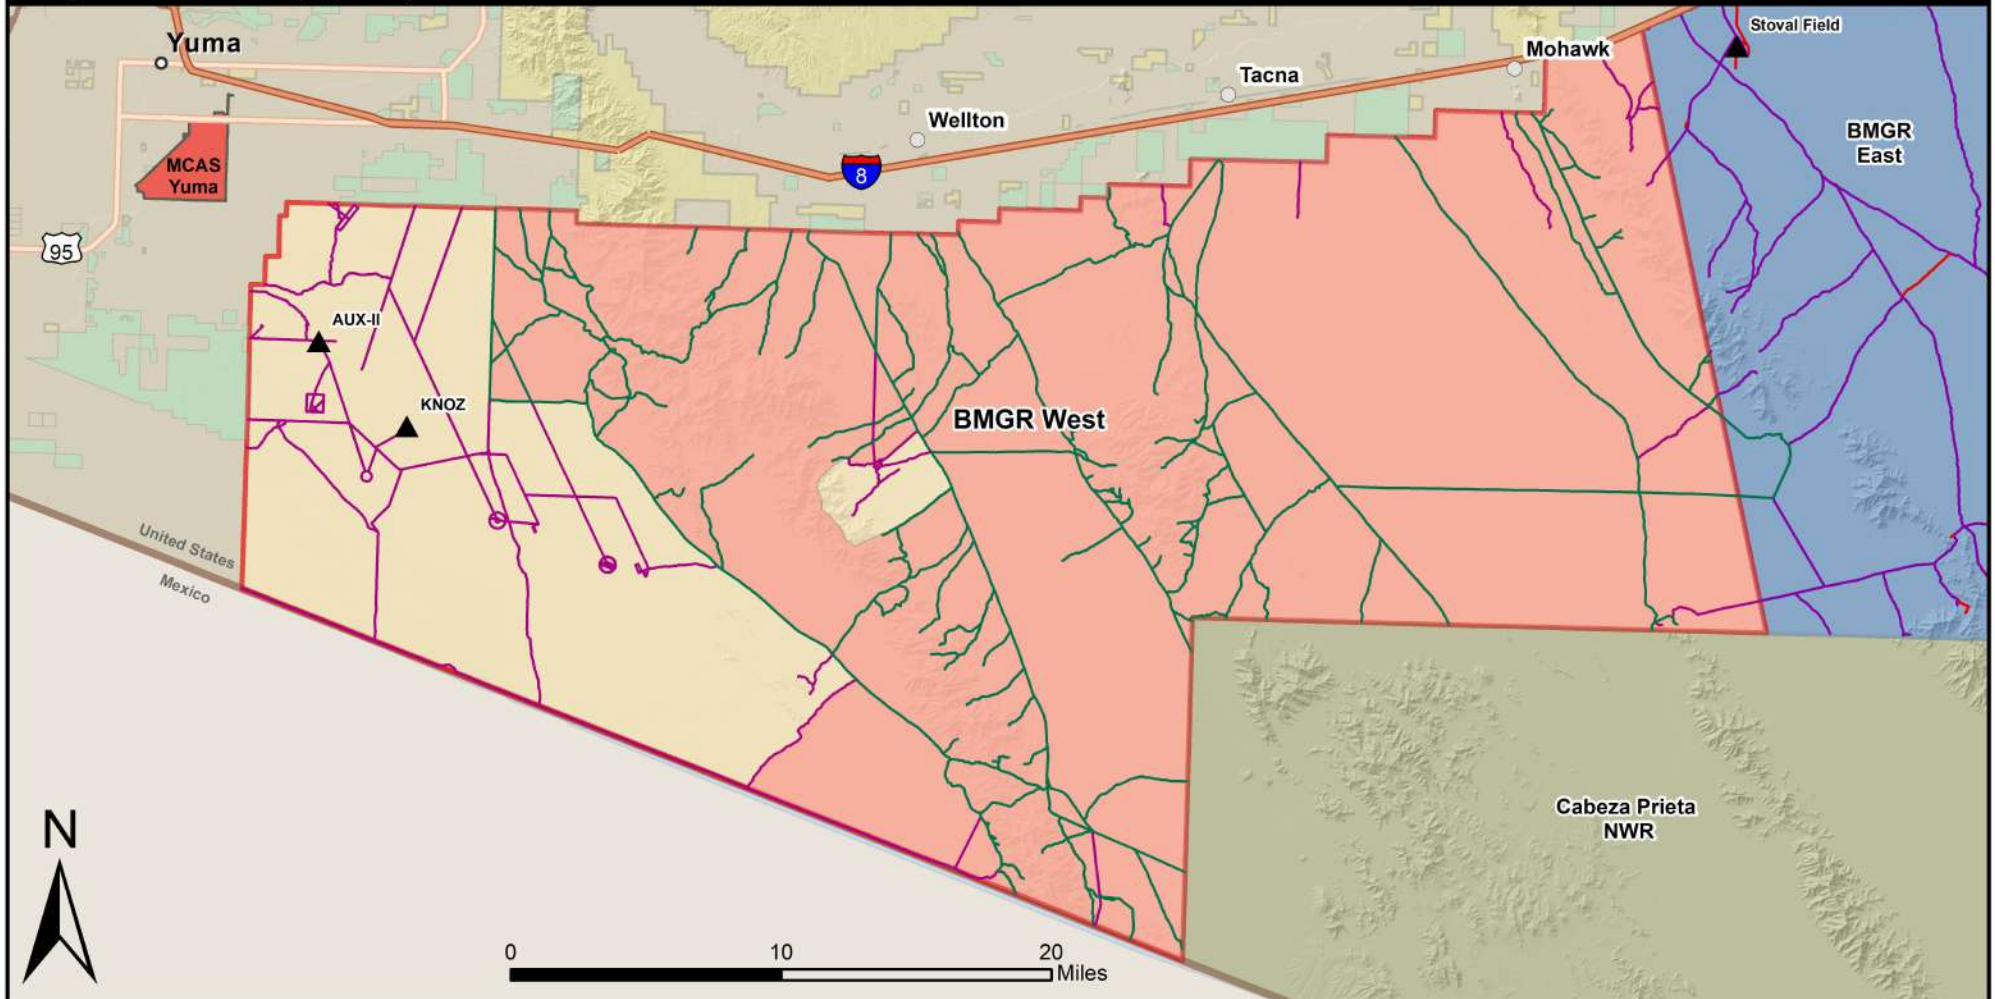 Stoval Field
Yuma
Mohawk
Tacna
Wellton
BMGR
East
MCAS
Yuma
8
95
AUX-II
KNOZ
BMGR West
United States
Mexico
Cabeza Prieta
NWR
N
0 10 20
Miles